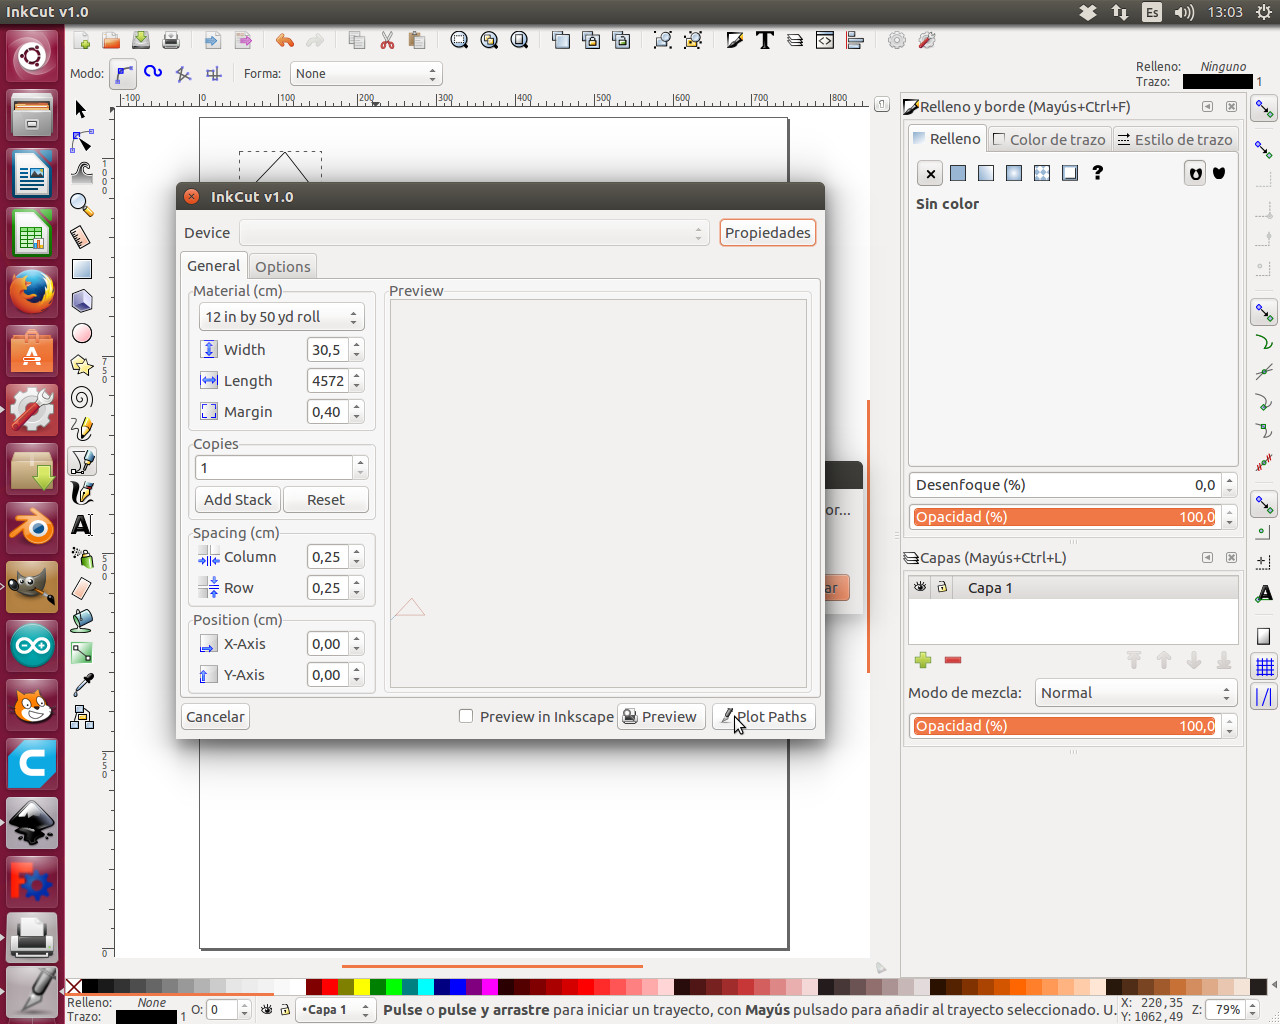 InkCut v1.0
Es
13:03
Modo:
Forma:
None
Relleno: Ninguno
Trazo: 1
-100 0 100 200 300 400 500 600 700 800
1000
750
500
250
0
Relleno y borde (Mayús+Ctrl+F)
Relleno
Color de trazo
Estilo de trazo
?
Sin color
Desenfoque (%) 0,0
Opacidad (%) 100,0
Capas (Mayús+Ctrl+L)
Capa 1
Modo de mezcla: Normal
Opacidad (%) 100,0
InkCut v1.0
Device
Propiedades
General
Options
Material (cm)
12 in by 50 yd roll
Width 30,5
Length 4572
Margin 0,40
Copies
1
Add Stack
Reset
Spacing (cm)
Column 0,25
Row 0,25
Position (cm)
X-Axis 0,00
Y-Axis 0,00
Preview
Cancelar
Preview in Inkscape
Preview
Plot Paths
or...
ar
Relleno: None
Trazo: 1
O: 0
•Capa 1
Pulse o pulse y arrastre para iniciar un trayecto, con Mayús pulsado para añadir al trayecto seleccionado. U.
X: 220,35
Y: 1062,49
Z: 79%